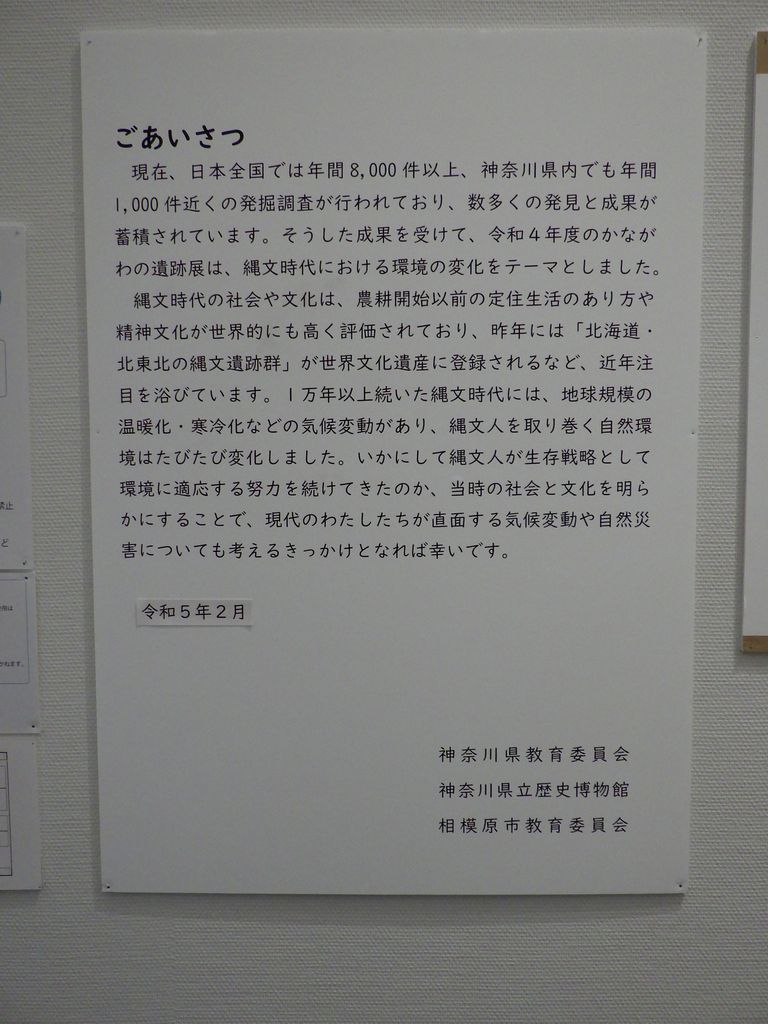 ごあいさつ
現在、日本全国では年間8,000件以上、神奈川県内でも年間
1,000件近くの発掘調査が行われており、数多くの発見と成果が
蓄積されています。そうした成果を受けて、令和4年度のかなが
わの遺跡展は、縄文時代における環境の変化をテーマとしました。
縄文時代の社会や文化は、農耕開始以前の定住生活のあり方や
精神文化が世界的にも高く評価されており、昨年には「北海道・
北東北の縄文遺跡群」が世界文化遺産に登録されるなど、近年注
目を浴びています。1万年以上続いた縄文時代には、地球規模の
温暖化・寒冷化などの気候変動があり、縄文人を取り巻く自然環
境はたびたび変化しました。いかにして縄文人が生存戦略として
環境に適応する努力を続けてきたのか、当時の社会と文化を明ら
かにすることで、現代のわたしたちが直面する気候変動や自然災
害についても考えるきっかけとなれば幸いです。
令和5年2月
神奈川県教育委員会
神奈川県立歴史博物館
相模原市教育委員会
止
ど
かねます。